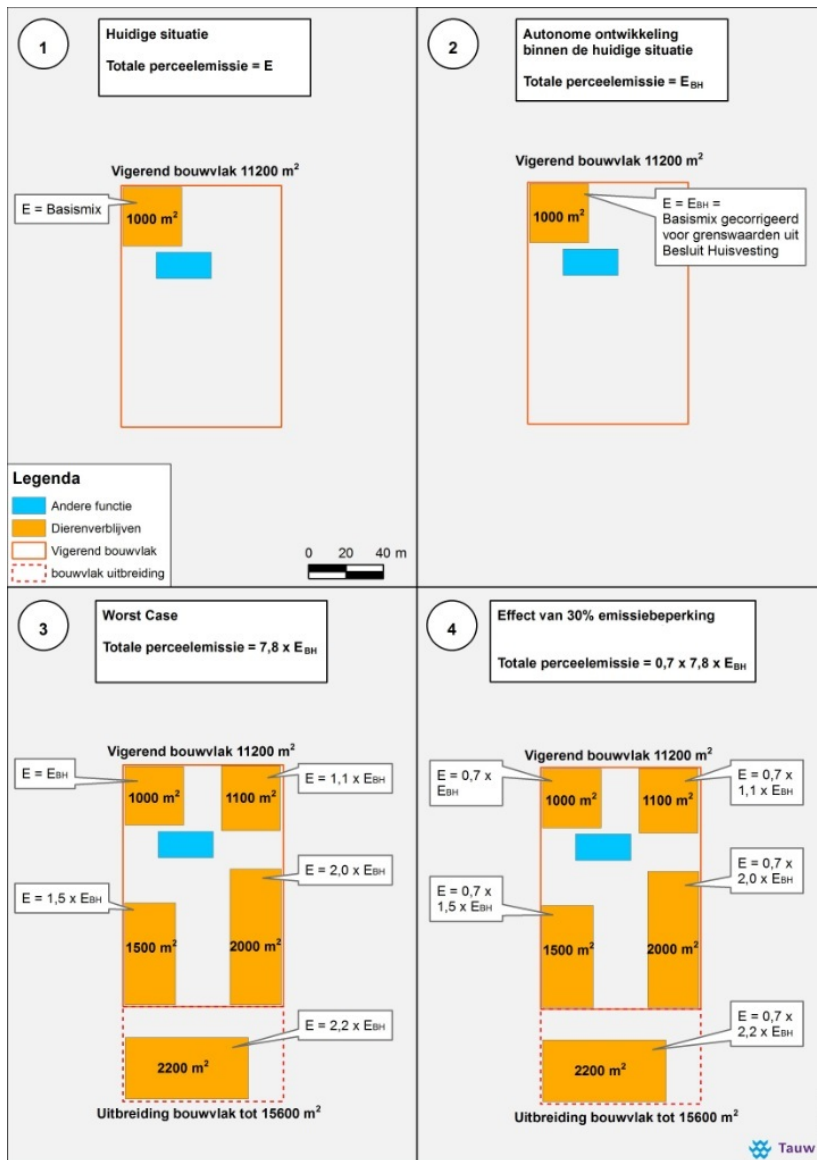 1
Huidige situatie
Totale perceelemissie = E
Vigerend bouwvlak 11200 m²
E = Basismix
1000 m²
2
Autonome ontwikkeling
binnen de huidige situatie
Totale perceelemissie = EBH
Vigerend bouwvlak 11200 m²
1000 m²
E = EBH =
Basismix gecorrigeerd
voor grenswaarden uit
Besluit Huisvesting
Legenda
Andere functie
Dierenverblijven
Vigerend bouwvlak
bouwvlak uitbreiding
0 20 40 m
3
Worst Case
Totale perceelemissie = 7,8 x EBH
Vigerend bouwvlak 11200 m²
E = EBH
E = 1,1 x EBH
1000 m²
1100 m²
E = 2,0 x EBH
E = 1,5 x EBH
1500 m²
2000 m²
E = 2,2 x EBH
2200 m²
Uitbreiding bouwvlak tot 15600 m²
4
Effect van 30% emissiebeperking
Totale perceelemissie = 0,7 x 7,8 x EBH
Vigerend bouwvlak 11200 m²
E = 0,7 x
EBH
E = 0,7 x
1,1 x EBH
1000 m²
1100 m²
E = 0,7 x
2,0 x EBH
E = 0,7 x
1,5 x EBH
1500 m²
2000 m²
E = 0,7 x
2,2 x EBH
2200 m²
Uitbreiding bouwvlak tot 15600 m²
Tauw